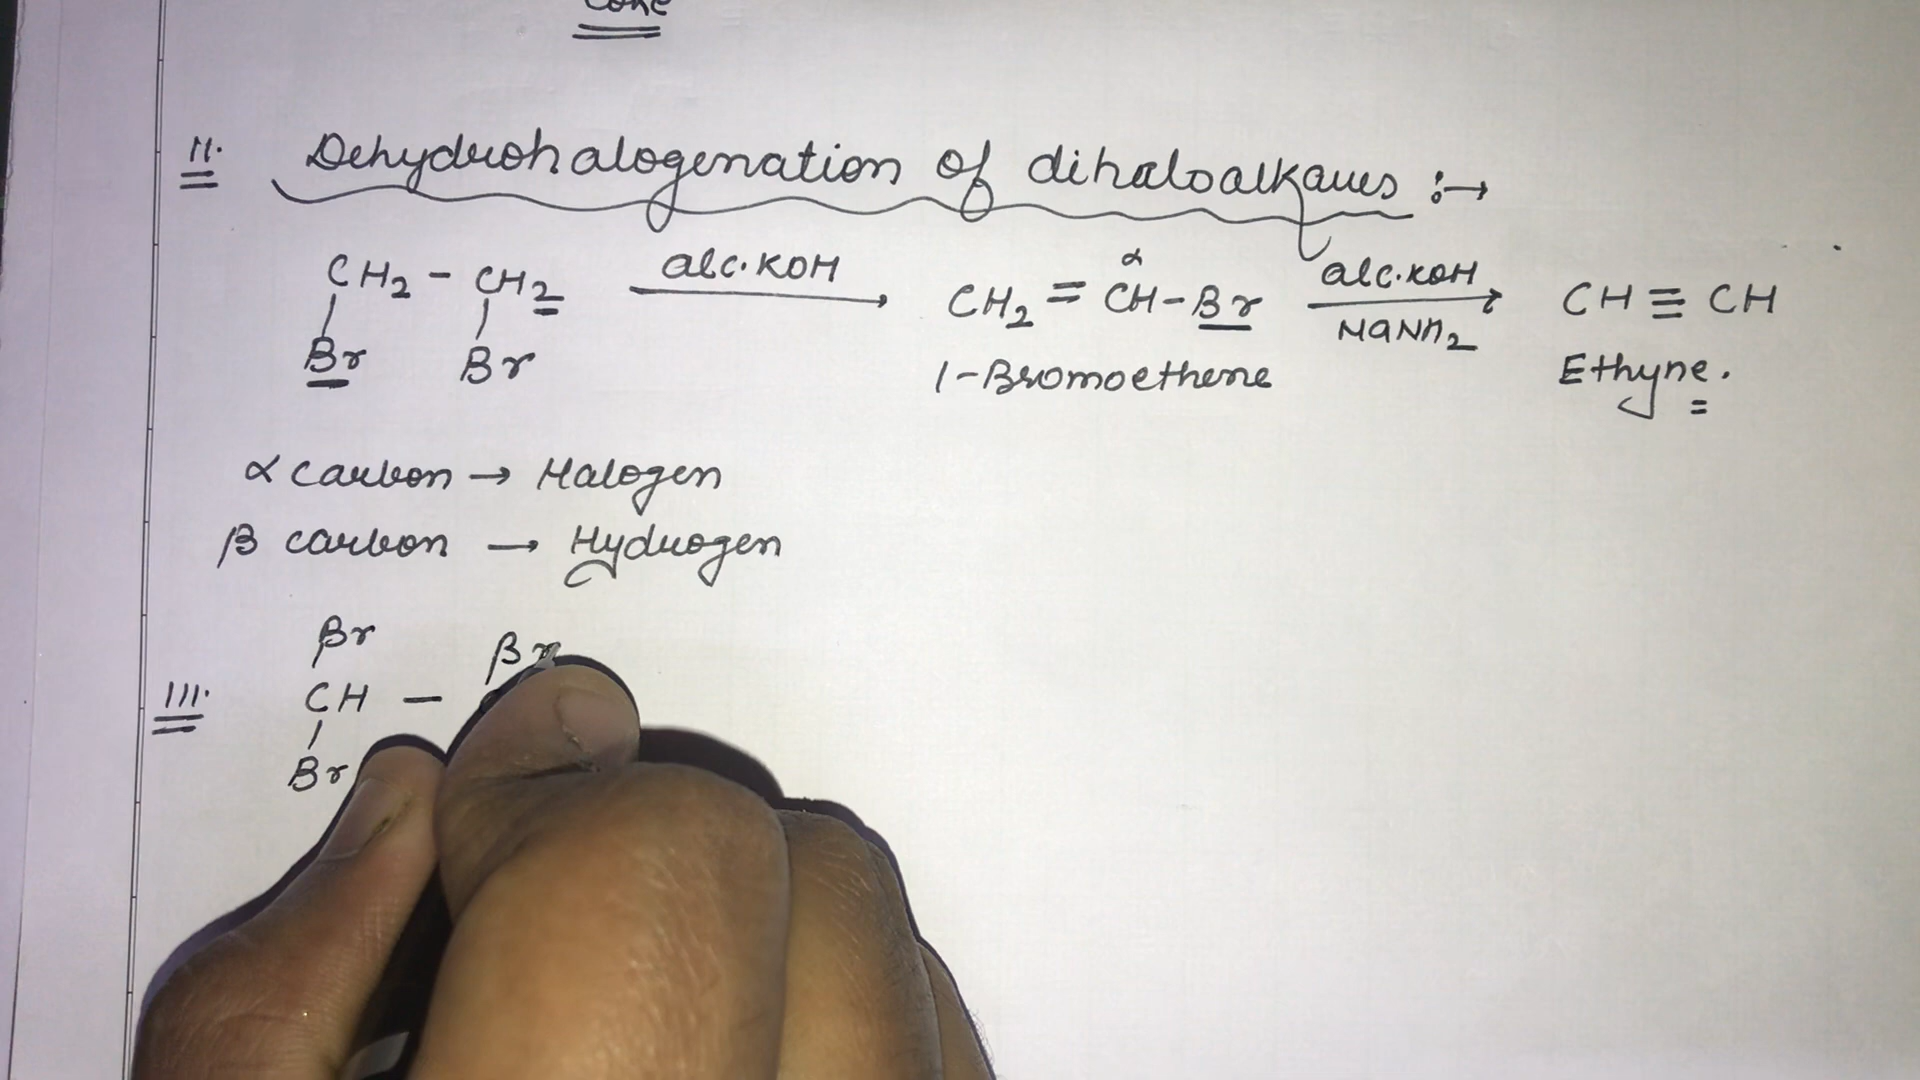 II. Dehydrohalogenation of dihaloalkanes :→
CH2 - CH2 alc.KOH CH2 = CH-Br alc.KOH CH ≡ CH
α
NaNH2
Br Br 1-Bromoethene Ethyne.
α carbon → Halogen
β carbon → Hydrogen
Br Br
III. CH -
Br